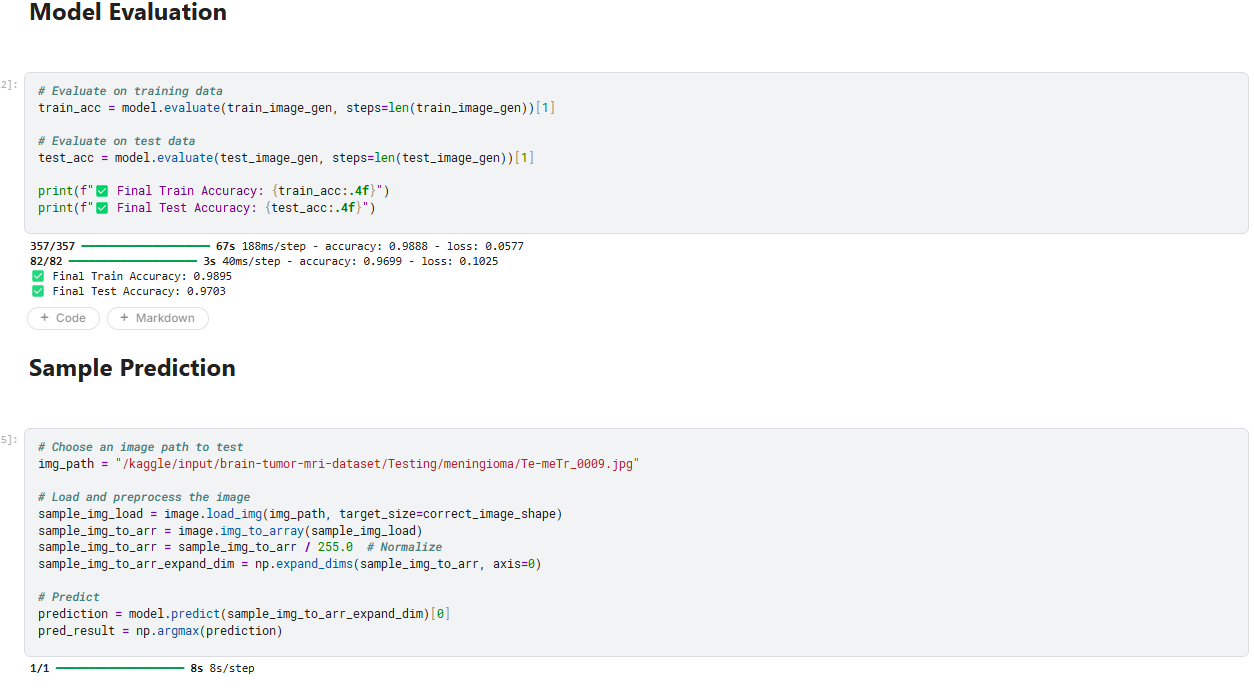 Model Evaluation
2]:
# Evaluate on training data
train_acc = model.evaluate(train_image_gen, steps=len(train_image_gen))[1]
# Evaluate on test data
test_acc = model.evaluate(test_image_gen, steps=len(test_image_gen))[1]
print(f"✅ Final Train Accuracy: {train_acc:.4f}")
print(f"✅ Final Test Accuracy: {test_acc:.4f}")
357/357 ━━━━━━━━━━━━━━━━━━━━ 67s 188ms/step - accuracy: 0.9888 - loss: 0.0577
82/82 ━━━━━━━━━━━━━━━━━━━━ 3s 40ms/step - accuracy: 0.9699 - loss: 0.1025
✅ Final Train Accuracy: 0.9895
✅ Final Test Accuracy: 0.9703
+ Code + Markdown
Sample Prediction
5]:
# Choose an image path to test
img_path = "/kaggle/input/brain-tumor-mri-dataset/Testing/meningioma/Te-meTr_0009.jpg"
# Load and preprocess the image
sample_img_load = image.load_img(img_path, target_size=correct_image_shape)
sample_img_to_arr = image.img_to_array(sample_img_load)
sample_img_to_arr = sample_img_to_arr / 255.0  # Normalize
sample_img_to_arr_expand_dim = np.expand_dims(sample_img_to_arr, axis=0)
# Predict
prediction = model.predict(sample_img_to_arr_expand_dim)[0]
pred_result = np.argmax(prediction)
1/1 ━━━━━━━━━━━━━━━━━━━━ 8s 8s/step